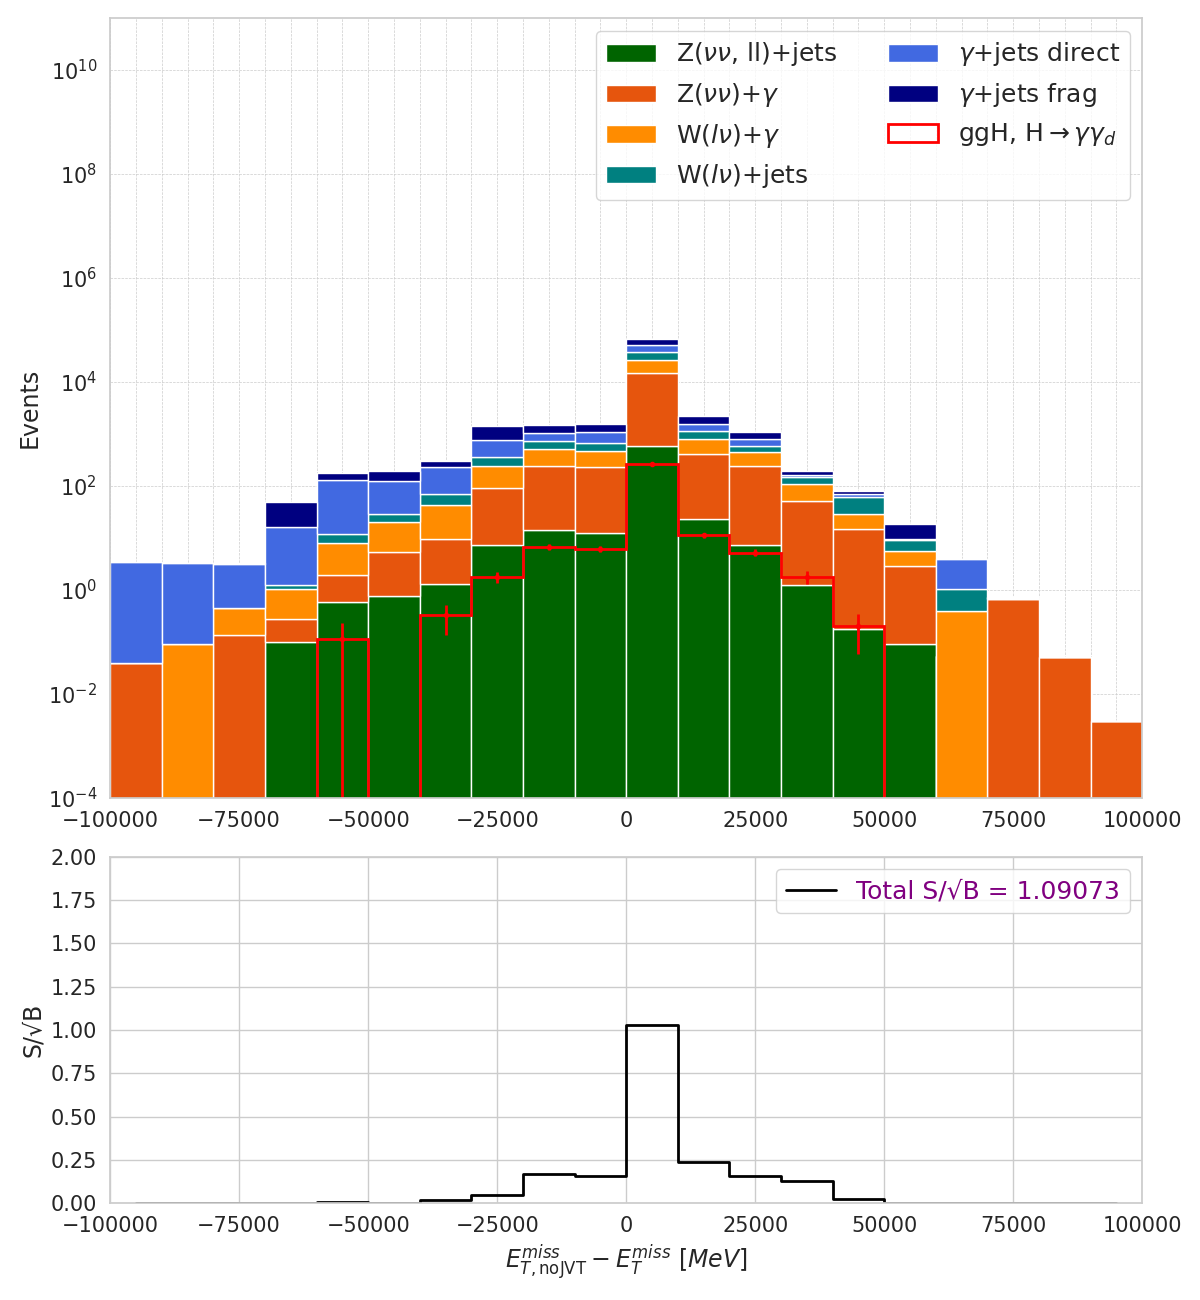 Z(νν, ll)+jets
Z(νν)+γ
W(lν)+γ
W(lν)+jets
γ+jets direct
γ+jets frag
ggH, H→γγ_d
Events
10^10
10^8
10^6
10^4
10^2
10^0
10^−2
10^−4
−100000 −75000 −50000 −25000 0 25000 50000 75000 100000
Total S/√B = 1.09073
S/√B
2.00
1.75
1.50
1.25
1.00
0.75
0.50
0.25
0.00
−100000 −75000 −50000 −25000 0 25000 50000 75000 100000
E_{T, noJVT}^{miss} − E_T^{miss} [MeV]